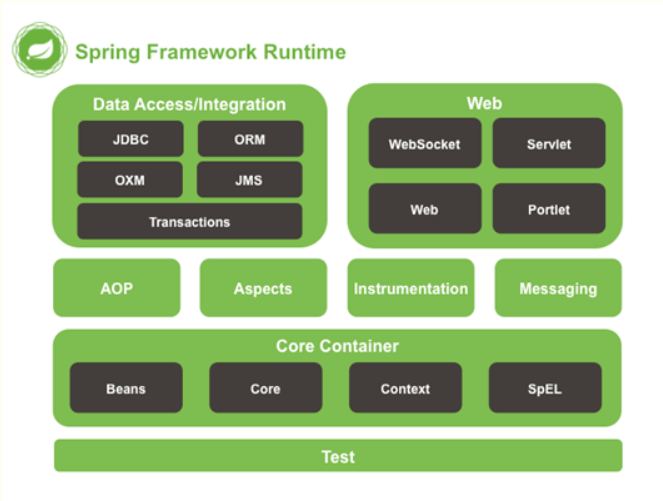 Spring Framework Runtime
Data Access/Integration
JDBC
ORM
OXM
JMS
Transactions
Web
WebSocket
Servlet
Web
Portlet
AOP
Aspects
Instrumentation
Messaging
Core Container
Beans
Core
Context
SpEL
Test